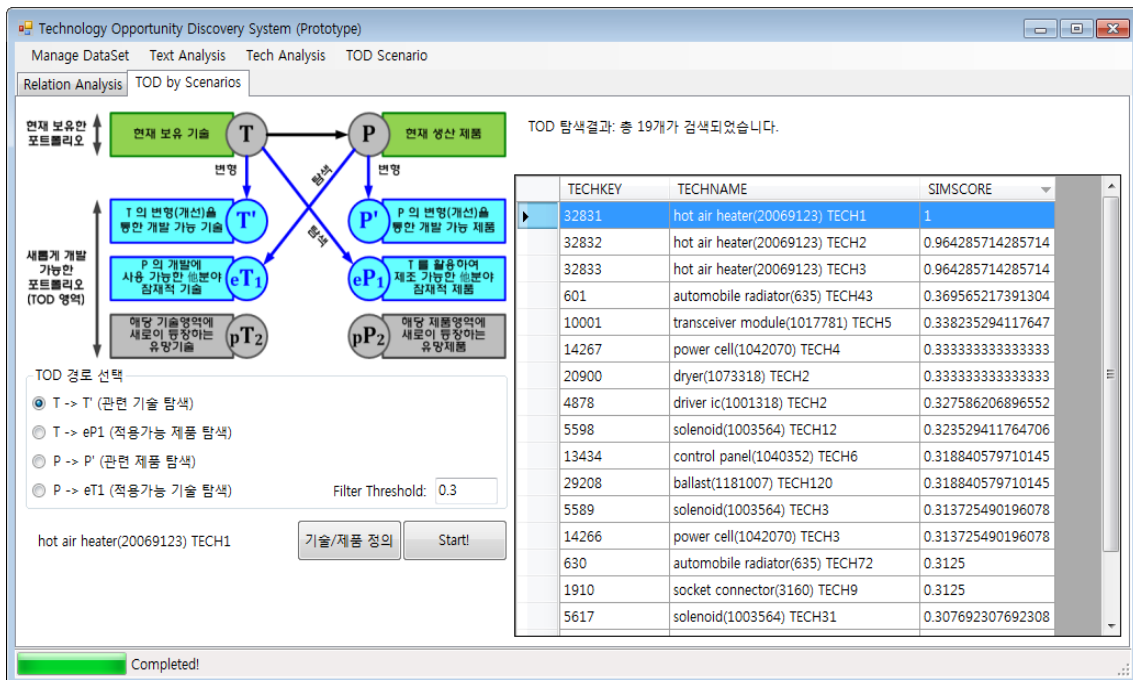 Technology Opportunity Discovery System (Prototype)
Manage DataSet Text Analysis Tech Analysis TOD Scenario
Relation Analysis TOD by Scenarios
현재 보유한
포트폴리오
현재 보유 기술
T
P
현재 생산 제품
변형
탐색
변형
탐색
새롭게 개발
가능한
포트폴리오
(TOD 영역)
T 의 변형(개선)을
통한 개발 가능 기술
T'
P'
P 의 변형(개선)을
통한 개발 가능 제품
P 의 개발에
사용 가능한 他분야
잠재적 기술
eT1
eP1
T 를 활용하여
제조 가능한 他분야
잠재적 제품
해당 기술영역에
새로이 등장하는
유망기술
pT2
pP2
해당 제품영역에
새로이 등장하는
유망제품
TOD 경로 선택
T -> T' (관련 기술 탐색)
T -> eP1 (적용가능 제품 탐색)
P -> P' (관련 제품 탐색)
P -> eT1 (적용가능 기술 탐색)
Filter Threshold: 0.3
hot air heater(20069123) TECH1
기술/제품 정의
Start!
TOD 탐색결과: 총 19개가 검색되었습니다.
TECHKEY TECHNAME SIMSCORE
32831 hot air heater(20069123) TECH1 1
32832 hot air heater(20069123) TECH2 0.964285714285714
32833 hot air heater(20069123) TECH3 0.964285714285714
601 automobile radiator(635) TECH43 0.369565217391304
10001 transceiver module(1017781) TECH5 0.338235294117647
14267 power cell(1042070) TECH4 0.333333333333333
20900 dryer(1073318) TECH2 0.333333333333333
4878 driver ic(1001318) TECH2 0.327586206896552
5598 solenoid(1003564) TECH12 0.323529411764706
13434 control panel(1040352) TECH6 0.318840579710145
29208 ballast(1181007) TECH120 0.318840579710145
5589 solenoid(1003564) TECH3 0.313725490196078
14266 power cell(1042070) TECH3 0.313725490196078
630 automobile radiator(635) TECH72 0.3125
1910 socket connector(3160) TECH9 0.3125
5617 solenoid(1003564) TECH31 0.307692307692308
Completed!